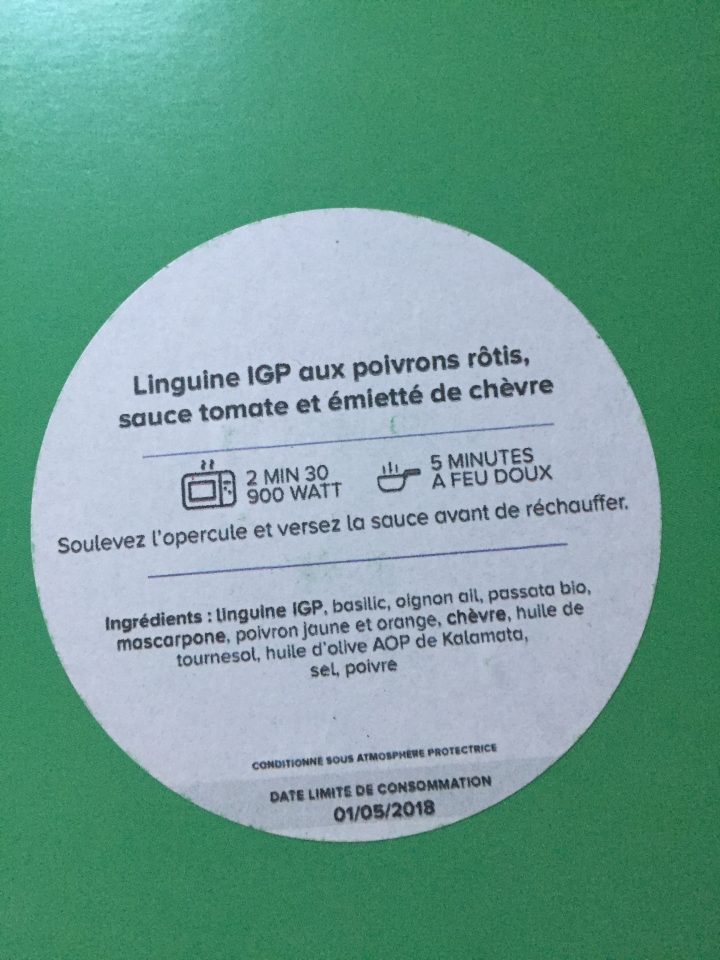 Linguine IGP aux poivrons rôtis,
sauce tomate et émietté de chèvre
2 MIN 30
900 WATT
5 MINUTES
A FEU DOUX
Soulevez l'opercule et versez la sauce avant de réchauffer.
Ingrédients : linguine IGP, basilic, oignon ail, passata bio,
mascarpone, poivron jaune et orange, chèvre, huile de
tournesol, huile d'olive AOP de Kalamata,
sel, poivre
CONDITIONNÉ SOUS ATMOSPHÈRE PROTECTRICE
DATE LIMITE DE CONSOMMATION
01/05/2018